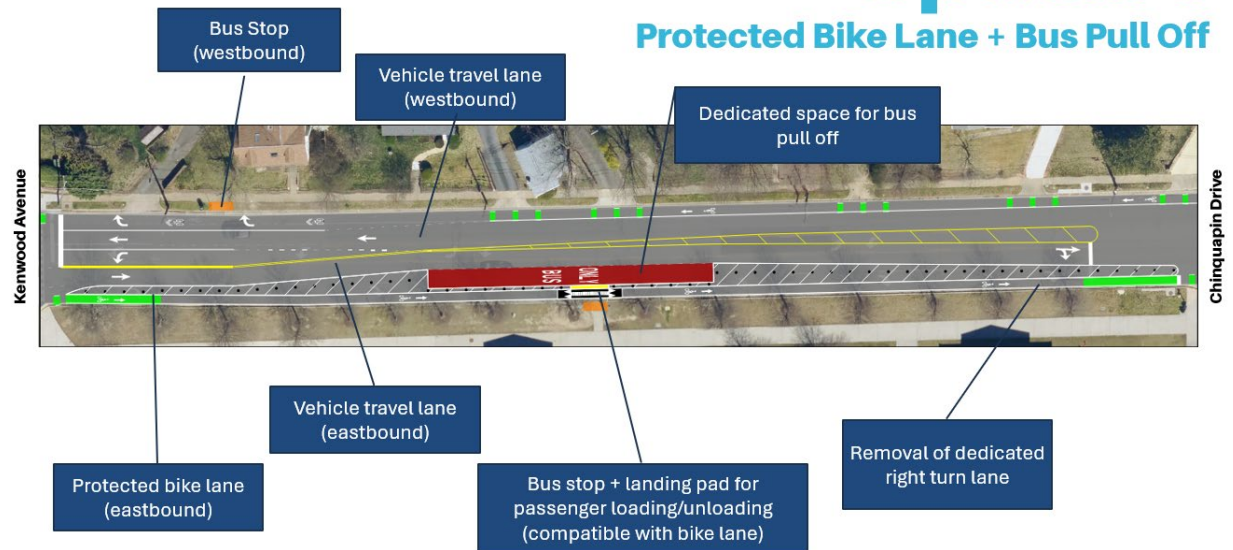 Protected Bike Lane + Bus Pull Off
Bus Stop
(westbound)
Vehicle travel lane
(westbound)
Dedicated space for bus
pull off
Kenwood Avenue
Chinquapin Drive
BUS
ONLY
Vehicle travel lane
(eastbound)
Protected bike lane
(eastbound)
Bus stop + landing pad for
passenger loading/unloading
(compatible with bike lane)
Removal of dedicated
right turn lane